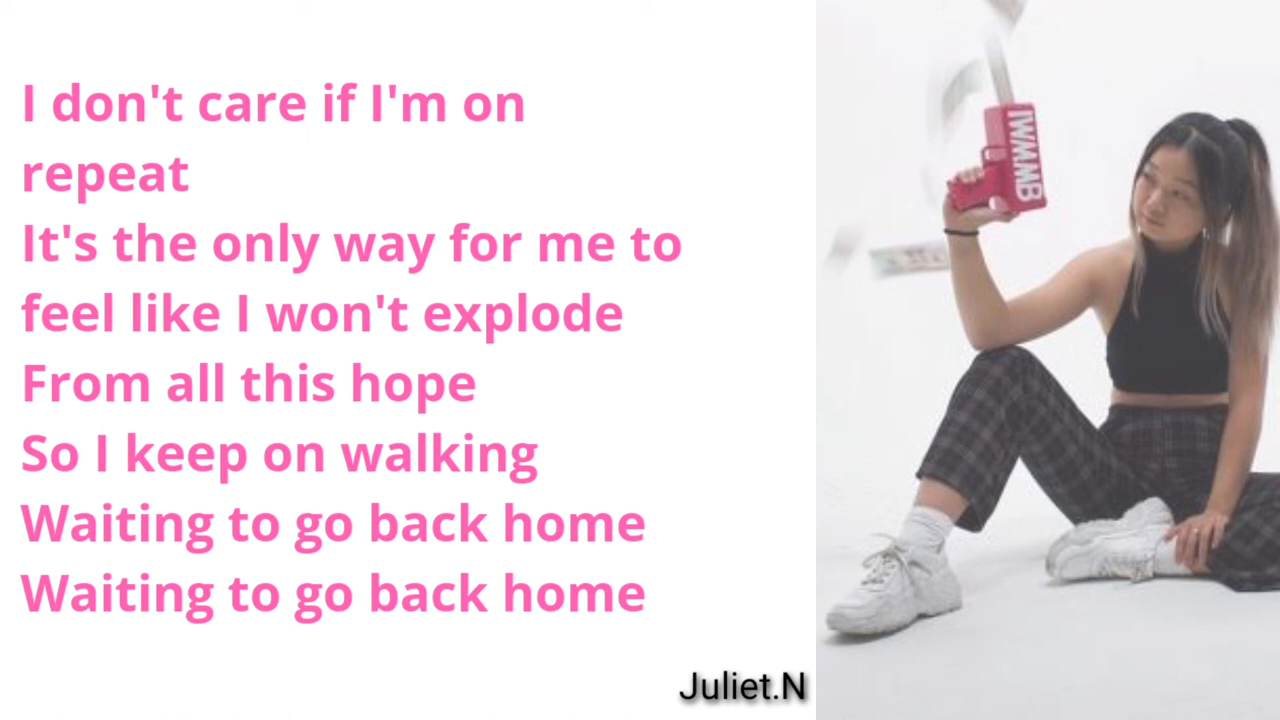 I don't care if I'm on
repeat
It's the only way for me to
feel like I won't explode
From all this hope
So I keep on walking
Waiting to go back home
Waiting to go back home
Juliet.N
IWMMB